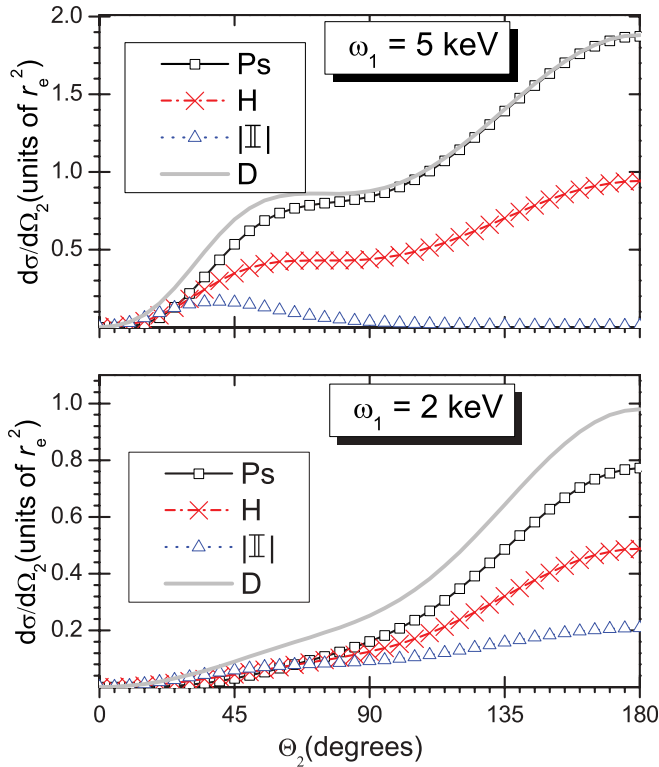 2.0
1.5
1.0
0.5
dσ/dΩ₂(units of rₑ²)
ω₁ = 5 keV
Ps
H
|𝕀|
D
1.0
0.8
0.6
0.4
0.2
dσ/dΩ₂(units of rₑ²)
ω₁ = 2 keV
Ps
H
|𝕀|
D
0 45 90 135 180
Θ₂(degrees)